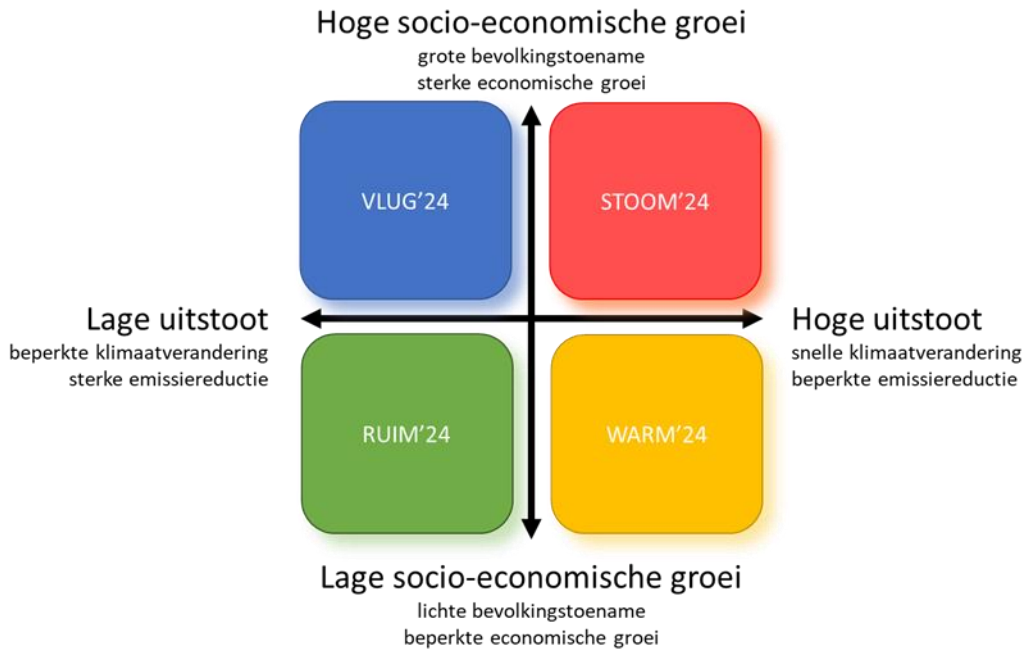 Hoge socio-economische groei
grote bevolkingstoename
sterke economische groei
VLUG’24
STOOM’24
Lage uitstoot
beperkte klimaatverandering
sterke emissiereductie
Hoge uitstoot
snelle klimaatverandering
beperkte emissiereductie
RUIM’24
WARM’24
Lage socio-economische groei
lichte bevolkingstoename
beperkte economische groei